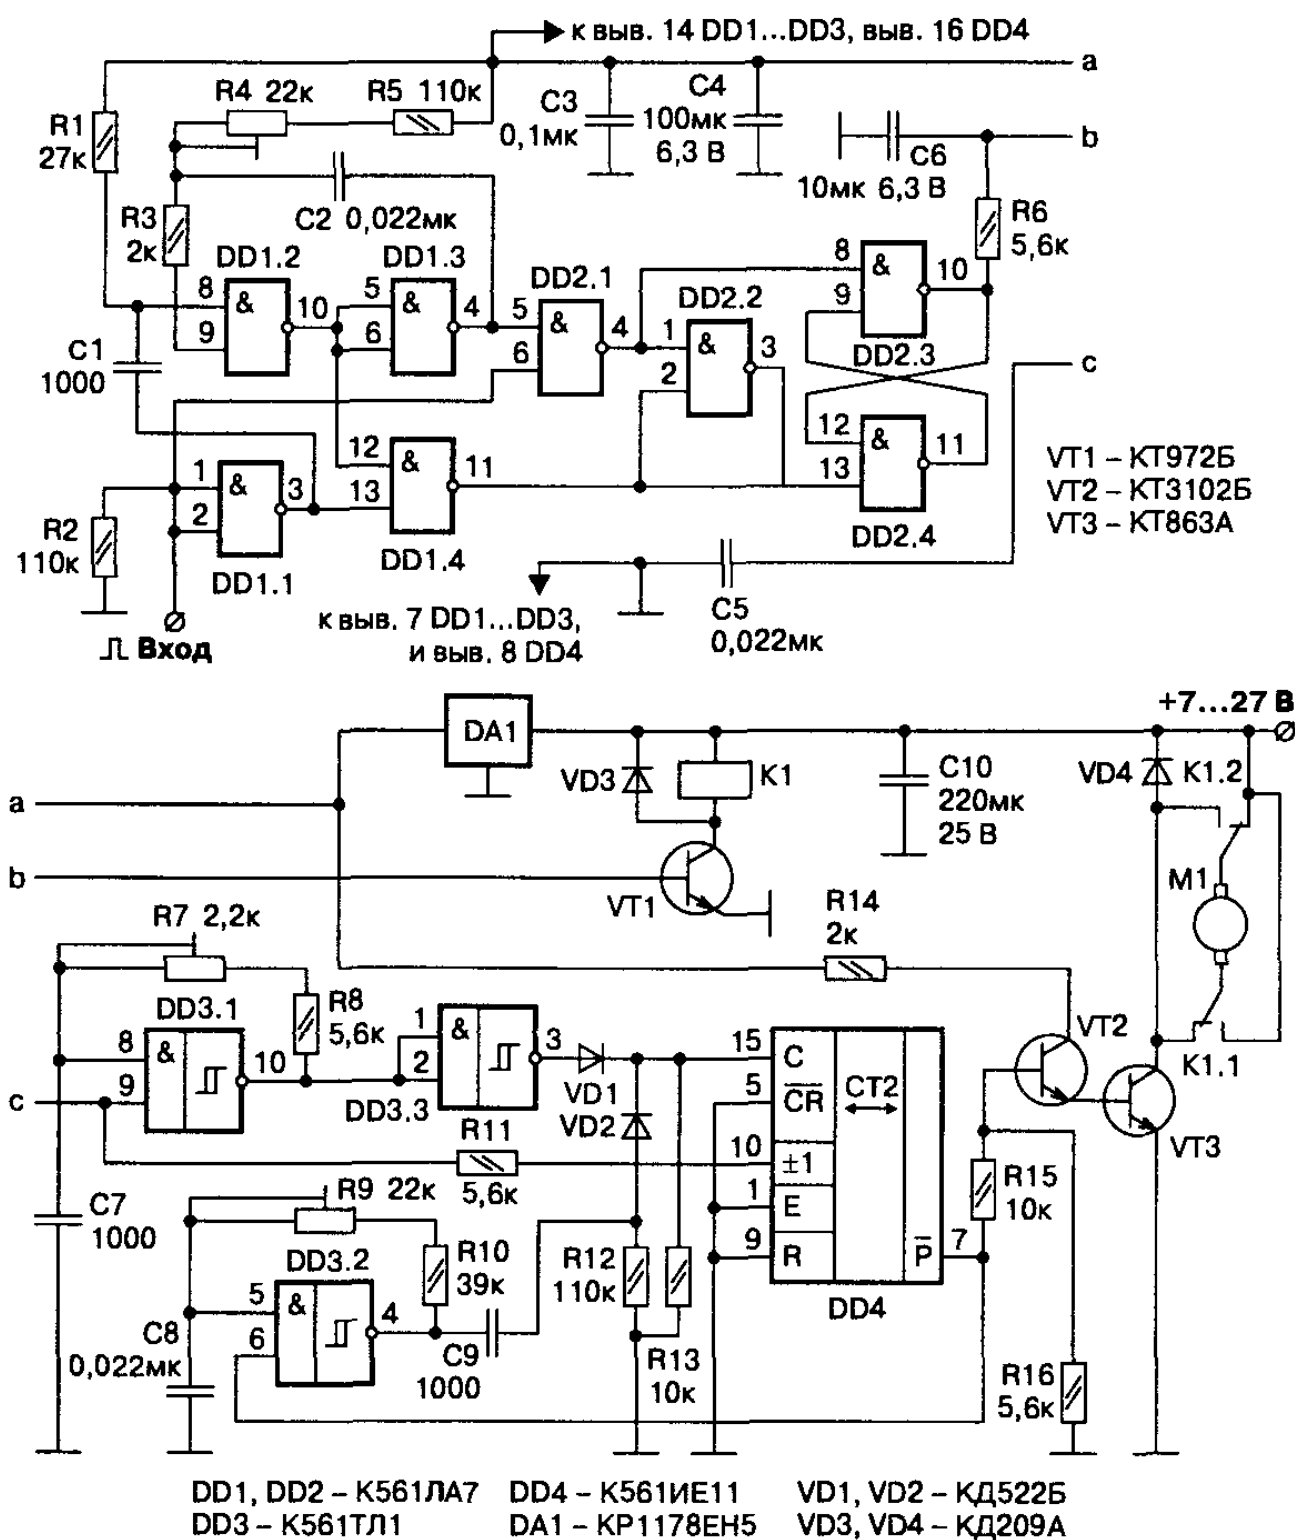 к выв. 14 DD1...DD3, выв. 16 DD4
a
R4 22к
R5 110к
R1
27к
C3
0,1мк
C4
100мк
6,3 В
b
C6
10мк 6,3 В
R3
2к
C2 0,022мк
R6
5,6к
DD1.2
DD1.3
DD2.1
DD2.2
8
&
10
9
8
&
10
9
5
&
4
6
5
&
4
6
1
&
3
2
DD2.3
c
C1
1000
12
&
11
13
12
&
11
13
1
&
3
2
R2
110к
DD1.1
DD1.4
DD2.4
VT1 – КТ972Б
VT2 – КТ3102Б
VT3 – КТ863А
к выв. 7 DD1...DD3,
и выв. 8 DD4
C5
0,022мк
Вход
+7...27 В
DA1
VD3
K1
C10
220мк
25 В
VD4
K1.2
a
b
VT1
M1
R7 2,2к
R14
2к
DD3.1
R8
5,6к
VT2
K1.1
8
&
10
9
1
&
3
2
c
DD3.3
VD1
VD2
15
C
5
CR
CT2
10
±1
1
E
9
R
P
7
DD4
VT3
R11
5,6к
R15
10к
C7
1000
R9 22к
R10
39к
DD3.2
R12
110к
5
&
4
6
C8
0,022мк
C9
1000
R13
10к
R16
5,6к
DD1, DD2 – К561ЛА7
DD4 – К561ИЕ11
VD1, VD2 – КД522Б
DD3 – К561ТЛ1
DA1 – КР1178ЕН5
VD3, VD4 – КД209А